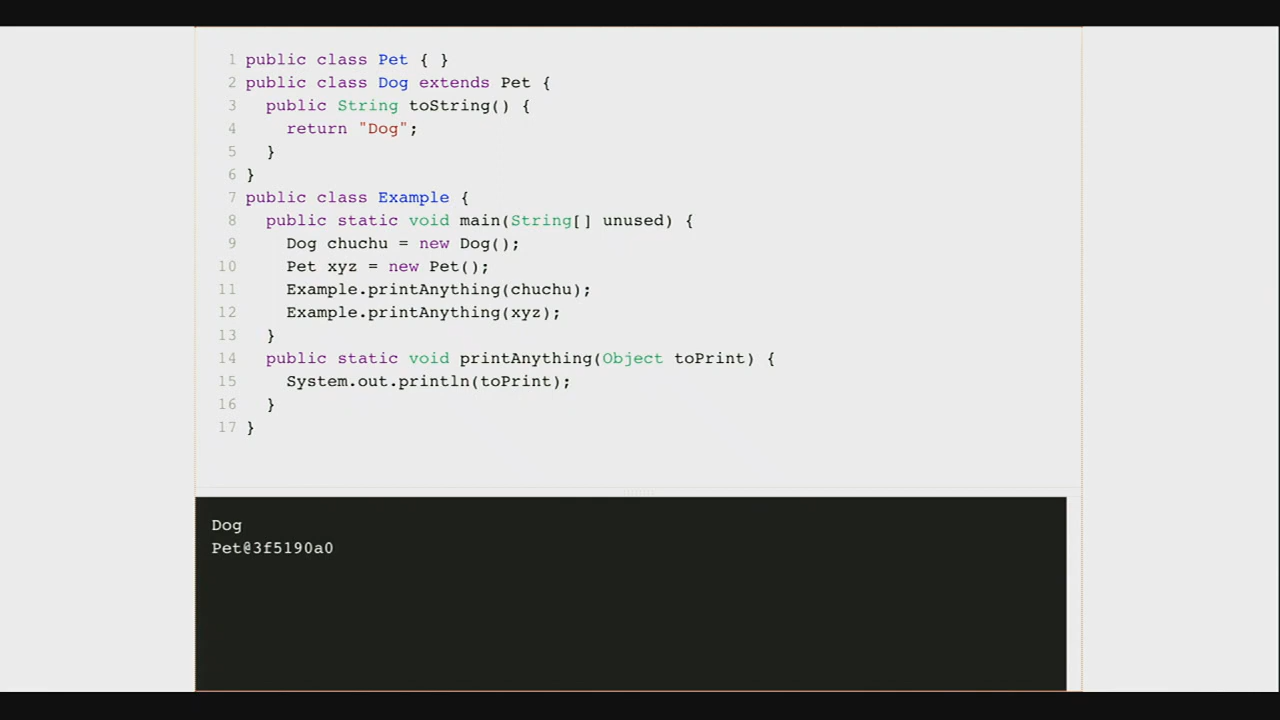 1 public class Pet { }
2 public class Dog extends Pet {
3   public String toString() {
4     return "Dog";
5   }
6 }
7 public class Example {
8   public static void main(String[] unused) {
9     Dog chuchu = new Dog();
10     Pet xyz = new Pet();
11     Example.printAnything(chuchu);
12     Example.printAnything(xyz);
13   }
14   public static void printAnything(Object toPrint) {
15     System.out.println(toPrint);
16   }
17 }
Dog
Pet@3f5190a0